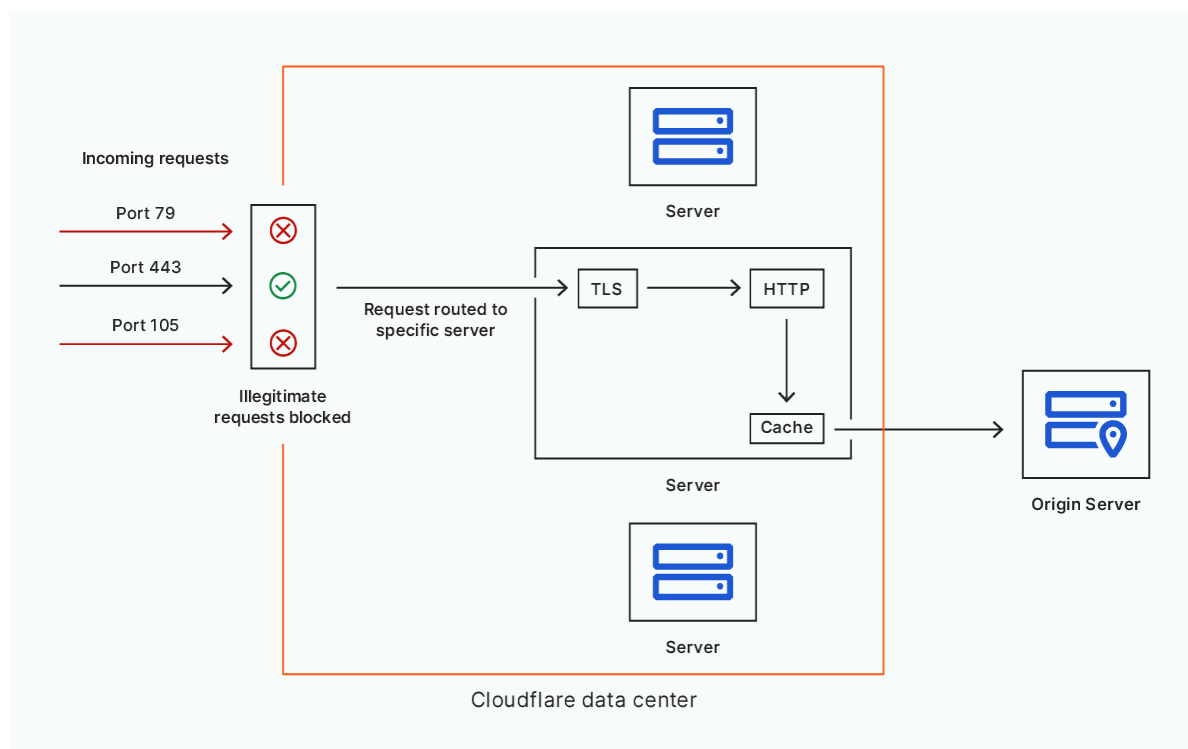 Incoming requests
Port 79
Port 443
Port 105
Illegitimate
requests blocked
Request routed to
specific server
Server
TLS
HTTP
Cache
Server
Server
Origin Server
Cloudflare data center